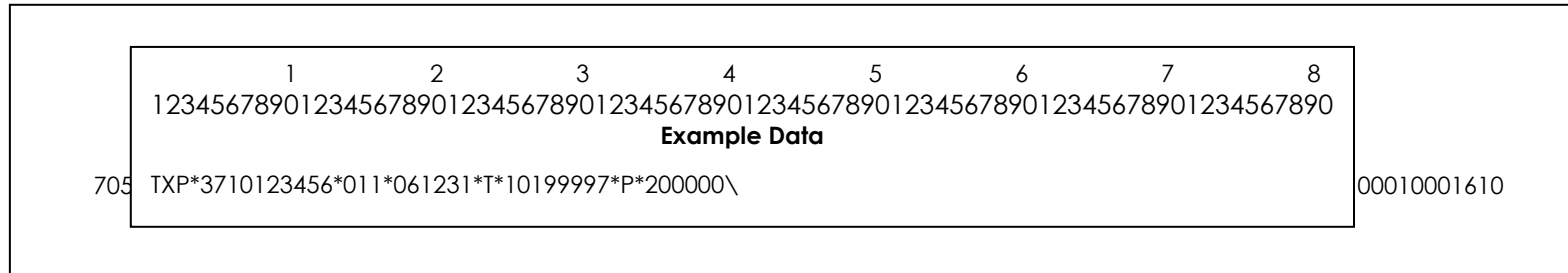 1 2 3 4 5 6 7 8
12345678901234567890123456789012345678901234567890123456789012345678901234567890
Example Data
705 TXP*3710123456*011*061231*T*10199997*P*200000\ 00010001610